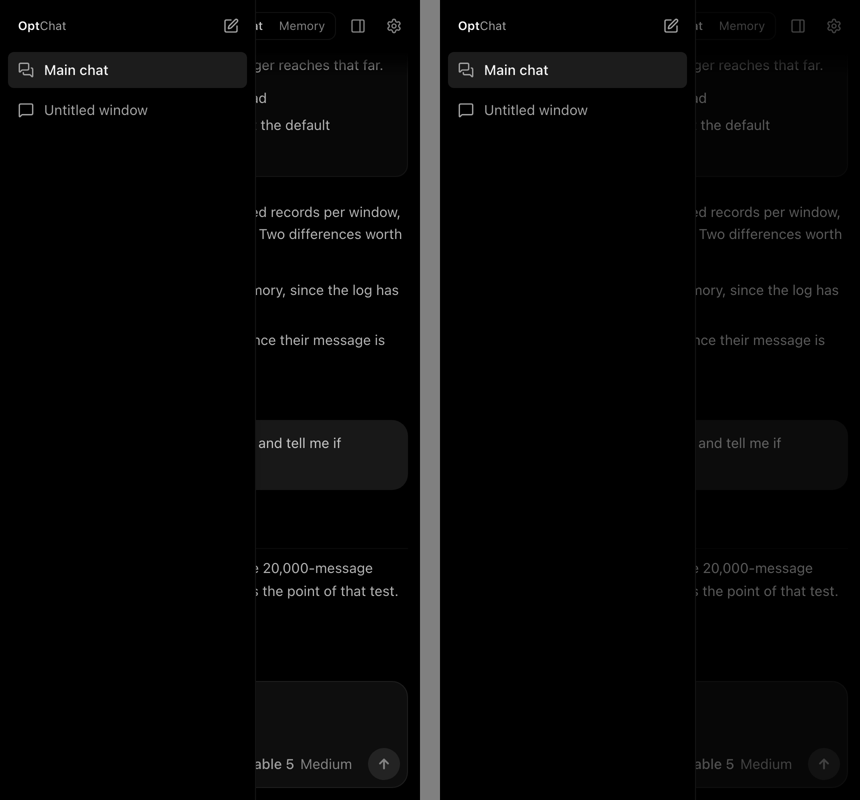 OptChat
at Memory
Main chat
ger reaches that far.
Untitled window
ad
the default
ed records per window,
Two differences worth
mory, since the log has
nce their message is
and tell me if
e 20,000-message
s the point of that test.
able 5 Medium
OptChat
at Memory
Main chat
ger reaches that far.
Untitled window
ad
the default
ed records per window,
Two differences worth
mory, since the log has
nce their message is
and tell me if
e 20,000-message
s the point of that test.
able 5 Medium